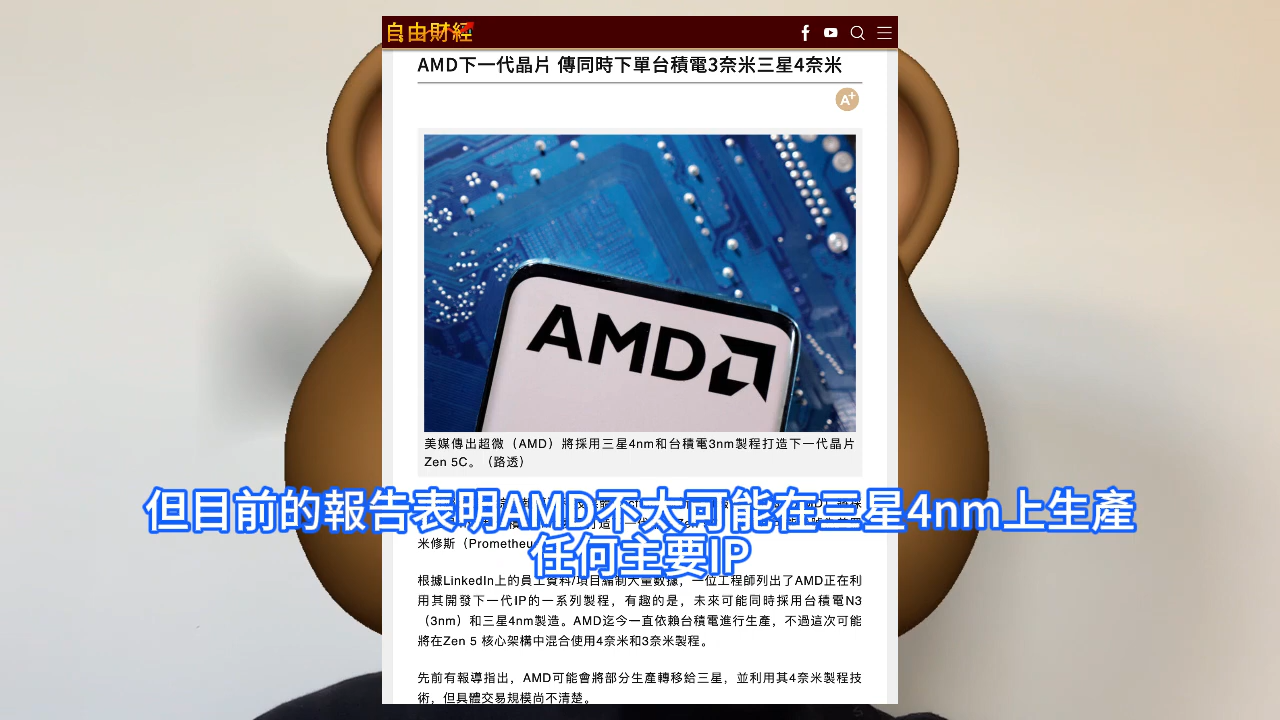 自由財經
AMD下一代晶片 傳同時下單台積電3奈米三星4奈米
A+
AMD
美媒傳出超微（AMD）將採用三星4nm和台積電3nm製程打造下一代晶片
Zen 5C。（路透）
但目前的報告表明AMD不太可能在三星4nm上生產
任何主要IP
米修斯（Prometheu
根據LinkedIn上的員工資料/項目編制大量數據，一位工程師列出了AMD正在利
用其開發下一代IP的一系列製程，有趣的是，未來可能同時採用台積電N3
（3nm）和三星4nm製造。AMD迄今一直依賴台積電進行生產，不過這次可能
將在Zen 5 核心架構中混合使用4奈米和3奈米製程。
先前有報導指出，AMD可能會將部分生產轉移給三星，並利用其4奈米製程技
術，但具體交易規模尚不清楚。